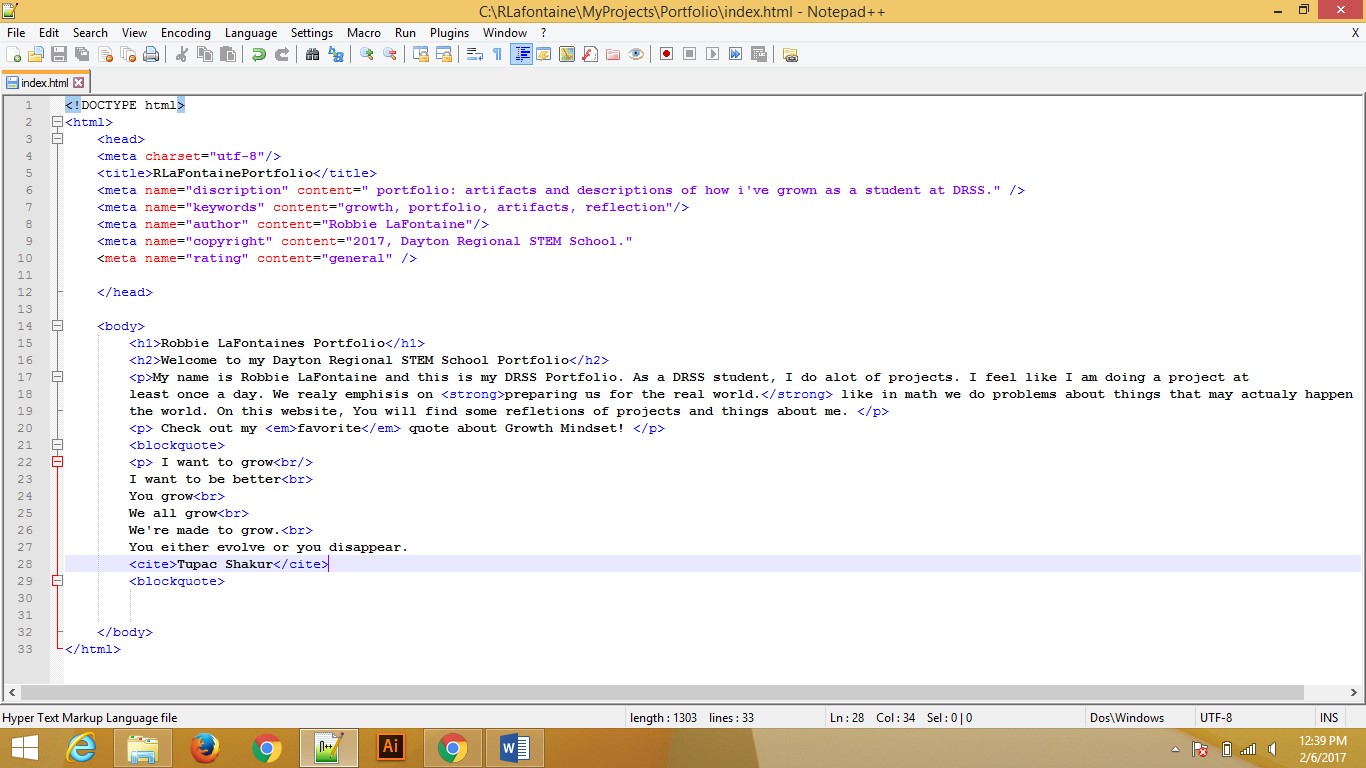 C:\RLafontaine\MyProjects\Portfolio\index.html - Notepad++
File Edit Search View Encoding Language Settings Macro Run Plugins Window ? X
index.html
1 <!DOCTYPE html>
2 <html>
3 <head>
4 <meta charset="utf-8"/>
5 <title>RLaFontainePortfolio</title>
6 <meta name="discription" content=" portfolio: artifacts and descriptions of how i've grown as a student at DRSS." />
7 <meta name="keywords" content="growth, portfolio, artifacts, reflection"/>
8 <meta name="author" content="Robbie LaFontaine"/>
9 <meta name="copyright" content="2017, Dayton Regional STEM School."
10 <meta name="rating" content="general" />
11
12 </head>
13
14 <body>
15 <h1>Robbie LaFontaines Portfolio</h1>
16 <h2>Welcome to my Dayton Regional STEM School Portfolio</h2>
17 <p>My name is Robbie LaFontaine and this is my DRSS Portfolio. As a DRSS student, I do alot of projects. I feel like I am doing a project at
18 least once a day. We realy emphisis on <strong>preparing us for the real world.</strong> like in math we do problems about things that may actualy happen
19 the world. On this website, You will find some refletions of projects and things about me. </p>
20 <p> Check out my <em>favorite</em> quote about Growth Mindset! </p>
21 <blockquote>
22 <p> I want to grow<br/>
23 I want to be better<br>
24 You grow<br>
25 We all grow<br>
26 We're made to grow.<br>
27 You either evolve or you disappear.
28 <cite>Tupac Shakur</cite>
29 <blockquote>
30
31
32 </body>
33 </html>
Hyper Text Markup Language file length : 1303 lines : 33 Ln : 28 Col : 34 Sel : 0 | 0 Dos\Windows UTF-8 INS
Ai
12:39 PM
2/6/2017